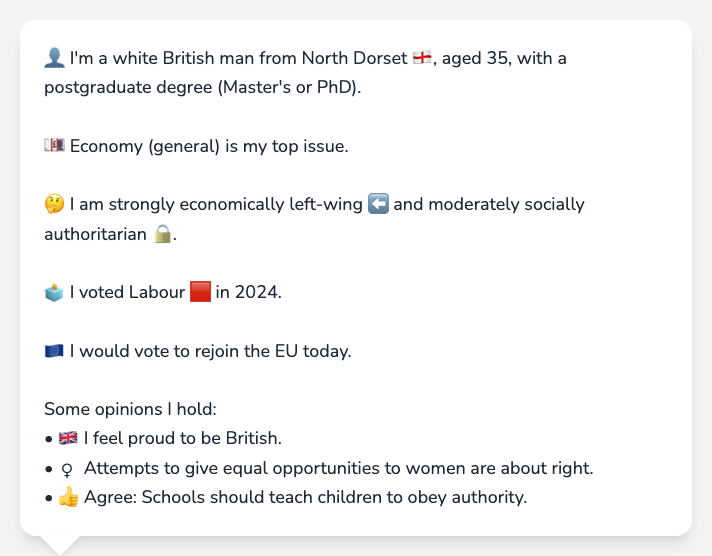 👤 I'm a white British man from North Dorset 🏴󠁧󠁢󠁥󠁮󠁧󠁿, aged 35, with a
postgraduate degree (Master's or PhD).
💷 Economy (general) is my top issue.
🤔 I am strongly economically left-wing ⬅️ and moderately socially
authoritarian 🔒.
🗳️ I voted Labour 🟥 in 2024.
🇪🇺 I would vote to rejoin the EU today.
Some opinions I hold:
• 🇬🇧 I feel proud to be British.
• ♀ Attempts to give equal opportunities to women are about right.
• 👍 Agree: Schools should teach children to obey authority.